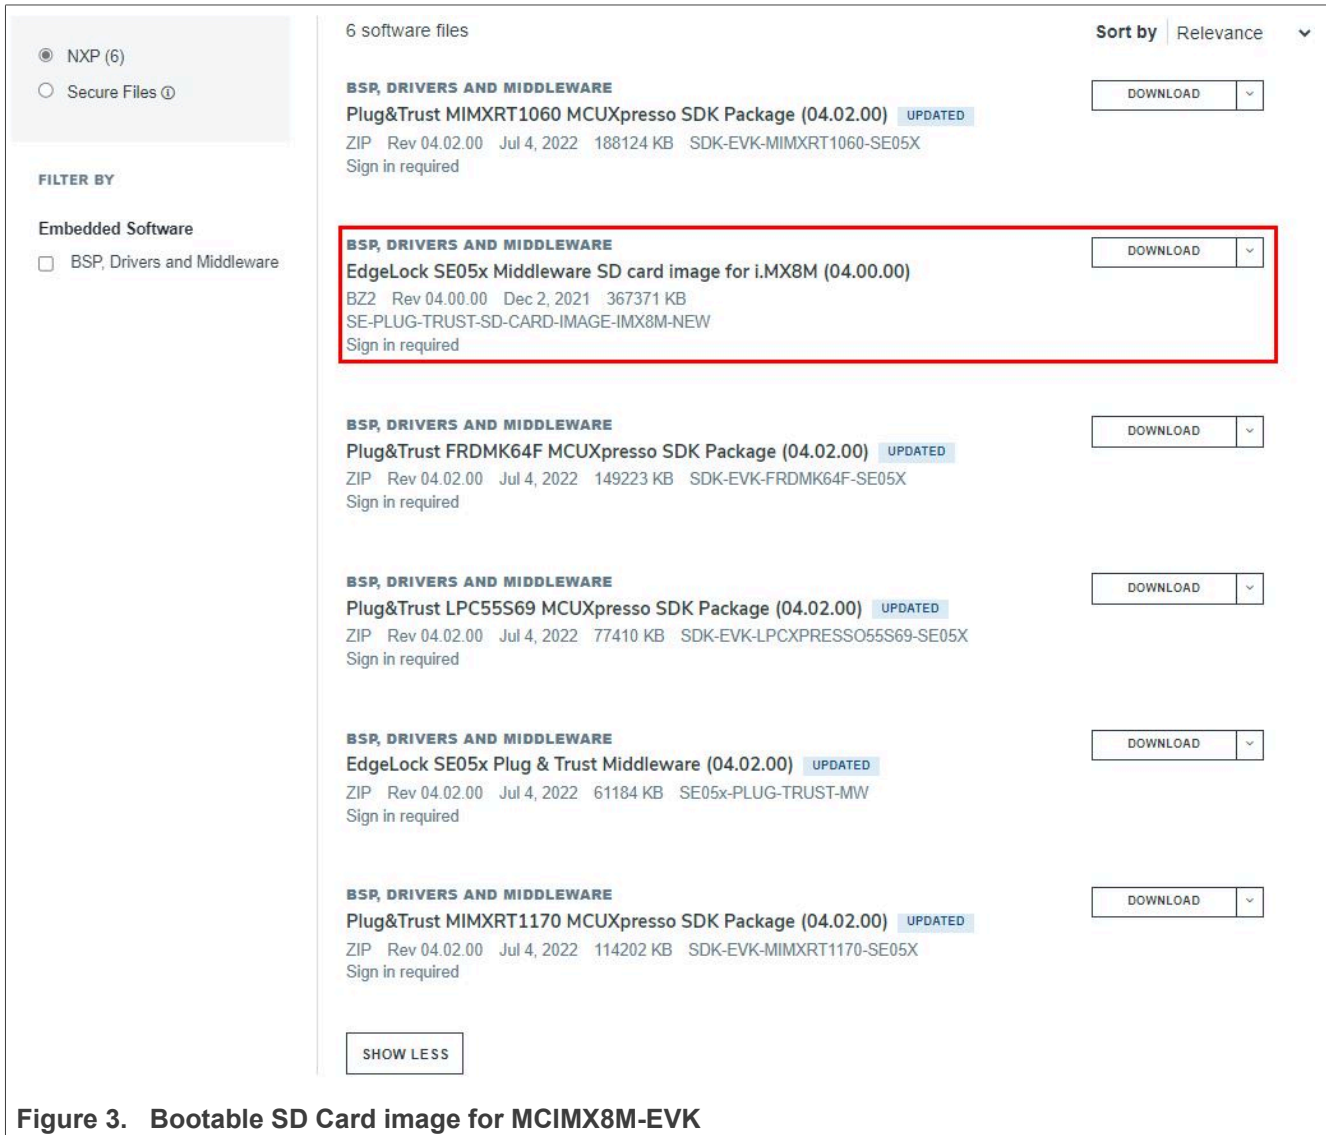 NXP (6)
Secure Files
FILTER BY
Embedded Software
BSP, Drivers and Middleware
6 software files
Sort by Relevance
BSP, DRIVERS AND MIDDLEWARE
Plug&Trust MIMXRT1060 MCUXpresso SDK Package (04.02.00) UPDATED
ZIP Rev 04.02.00 Jul 4, 2022 188124 KB SDK-EVK-MIMXRT1060-SE05X
Sign in required
DOWNLOAD
BSP, DRIVERS AND MIDDLEWARE
EdgeLock SE05x Middleware SD card image for i.MX8M (04.00.00)
BZ2 Rev 04.00.00 Dec 2, 2021 367371 KB
SE-PLUG-TRUST-SD-CARD-IMAGE-IMX8M-NEW
Sign in required
DOWNLOAD
BSP, DRIVERS AND MIDDLEWARE
Plug&Trust FRDMK64F MCUXpresso SDK Package (04.02.00) UPDATED
ZIP Rev 04.02.00 Jul 4, 2022 149223 KB SDK-EVK-FRDMK64F-SE05X
Sign in required
DOWNLOAD
BSP, DRIVERS AND MIDDLEWARE
Plug&Trust LPC55S69 MCUXpresso SDK Package (04.02.00) UPDATED
ZIP Rev 04.02.00 Jul 4, 2022 77410 KB SDK-EVK-LPCXPRESSO55S69-SE05X
Sign in required
DOWNLOAD
BSP, DRIVERS AND MIDDLEWARE
EdgeLock SE05x Plug & Trust Middleware (04.02.00) UPDATED
ZIP Rev 04.02.00 Jul 4, 2022 61184 KB SE05x-PLUG-TRUST-MW
Sign in required
DOWNLOAD
BSP, DRIVERS AND MIDDLEWARE
Plug&Trust MIMXRT1170 MCUXpresso SDK Package (04.02.00) UPDATED
ZIP Rev 04.02.00 Jul 4, 2022 114202 KB SDK-EVK-MIMXRT1170-SE05X
Sign in required
DOWNLOAD
SHOW LESS
Figure 3. Bootable SD Card image for MCIMX8M-EVK